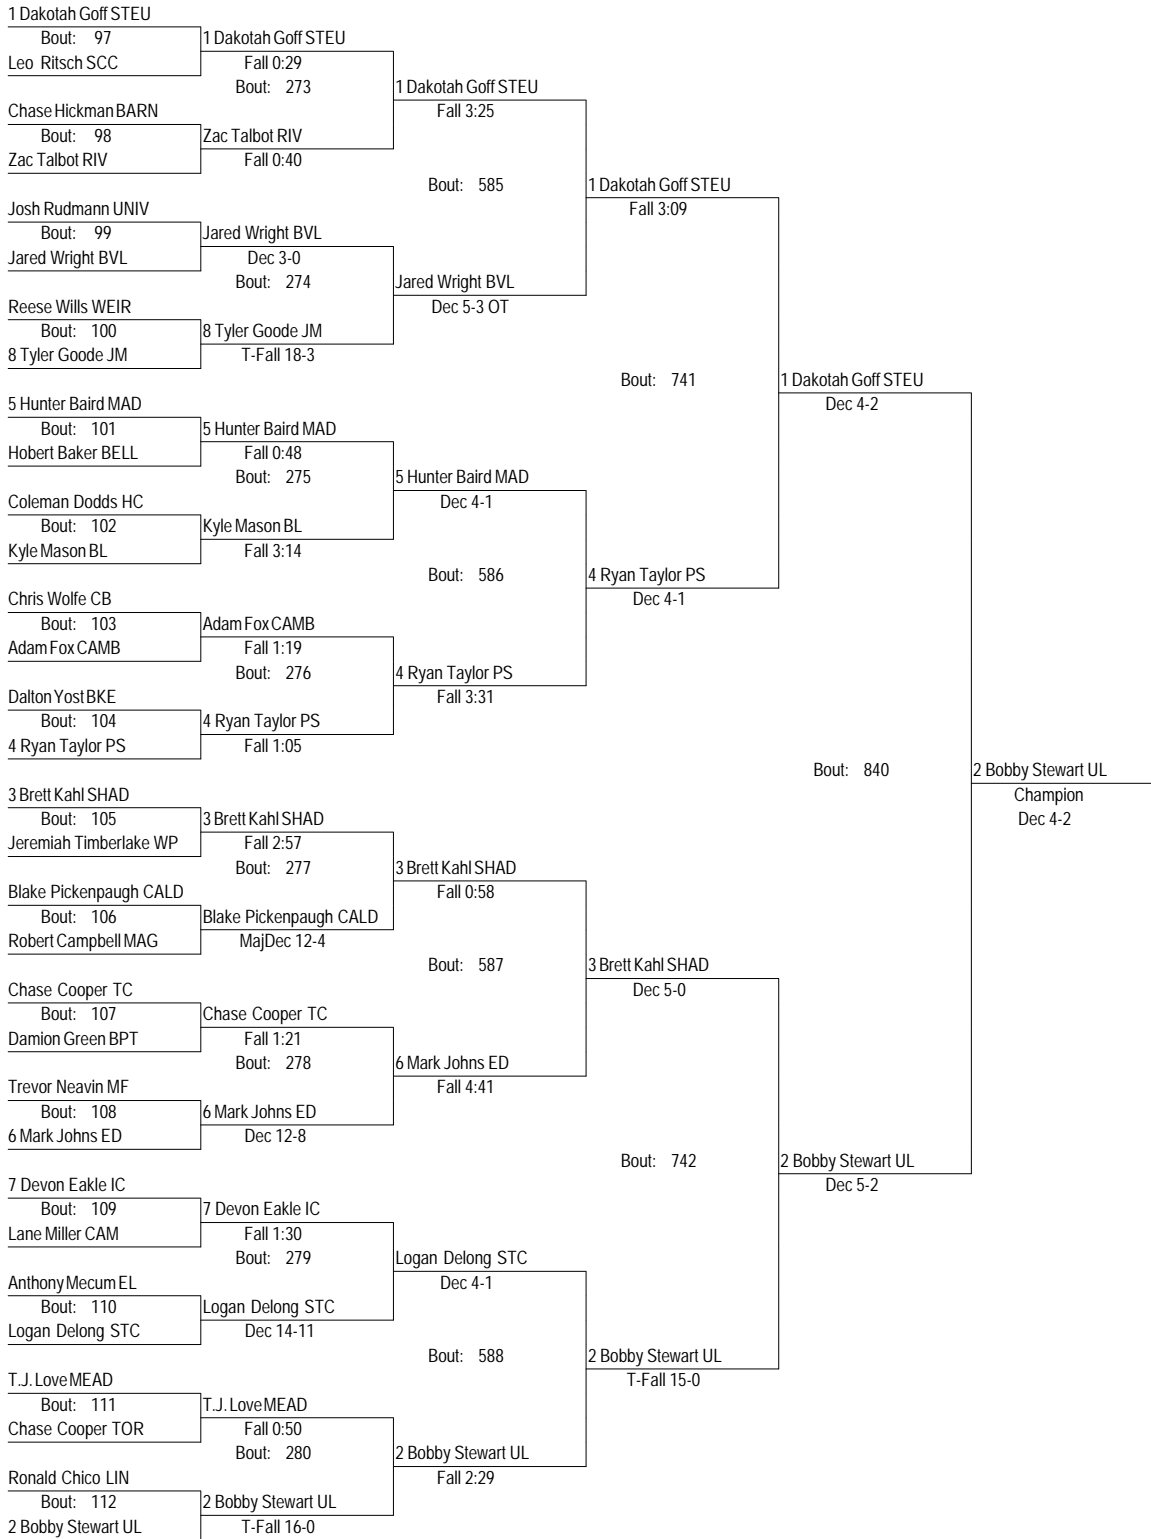 1 Dakotah Goff STEU
Bout: 97
Leo Ritsch SCC
Chase Hickman BARN
Bout: 98
Zac Talbot RIV
Josh Rudmann UNIV
Bout: 99
Jared Wright BVL
Reese Wills WEIR
Bout: 100
8 Tyler Goode JM
5 Hunter Baird MAD
Bout: 101
Hobert Baker BELL
Coleman Dodds HC
Bout: 102
Kyle Mason BL
Chris Wolfe CB
Bout: 103
Adam Fox CAMB
Dalton Yost BKE
Bout: 104
4 Ryan Taylor PS
3 Brett Kahl SHAD
Bout: 105
Jeremiah Timberlake WP
Blake Pickenpaugh CALD
Bout: 106
Robert Campbell MAG
Chase Cooper TC
Bout: 107
Damion Green BPT
Trevor Neavin MF
Bout: 108
6 Mark Johns ED
7 Devon Eakle IC
Bout: 109
Lane Miller CAM
Anthony Mecum EL
Bout: 110
Logan Delong STC
T.J. Love MEAD
Bout: 111
Chase Cooper TOR
Ronald Chico LIN
Bout: 112
2 Bobby Stewart UL
1 Dakotah Goff STEU
Fall 0:29
Bout: 273
Zac Talbot RIV
Fall 0:40
Jared Wright BVL
Dec 3-0
Bout: 274
8 Tyler Goode JM
T-Fall 18-3
5 Hunter Baird MAD
Fall 0:48
Bout: 275
Kyle Mason BL
Fall 3:14
Adam Fox CAMB
Fall 1:19
Bout: 276
4 Ryan Taylor PS
Fall 1:05
3 Brett Kahl SHAD
Fall 2:57
Bout: 277
Blake Pickenpaugh CALD
MajDec 12-4
Chase Cooper TC
Fall 1:21
Bout: 278
6 Mark Johns ED
Dec 12-8
7 Devon Eakle IC
Fall 1:30
Bout: 279
Logan Delong STC
Dec 14-11
T.J. Love MEAD
Fall 0:50
Bout: 280
2 Bobby Stewart UL
T-Fall 16-0
1 Dakotah Goff STEU
Fall 3:25
Bout: 585
Jared Wright BVL
Dec 5-3 OT
5 Hunter Baird MAD
Dec 4-1
Bout: 586
4 Ryan Taylor PS
Fall 3:31
3 Brett Kahl SHAD
Fall 0:58
Bout: 587
6 Mark Johns ED
Fall 4:41
Logan Delong STC
Dec 4-1
Bout: 588
2 Bobby Stewart UL
Fall 2:29
1 Dakotah Goff STEU
Fall 3:09
Bout: 741
4 Ryan Taylor PS
Dec 4-1
3 Brett Kahl SHAD
Dec 5-0
Bout: 742
2 Bobby Stewart UL
T-Fall 15-0
1 Dakotah Goff STEU
Dec 4-2
Bout: 840
2 Bobby Stewart UL
Dec 5-2
2 Bobby Stewart UL
Champion
Dec 4-2